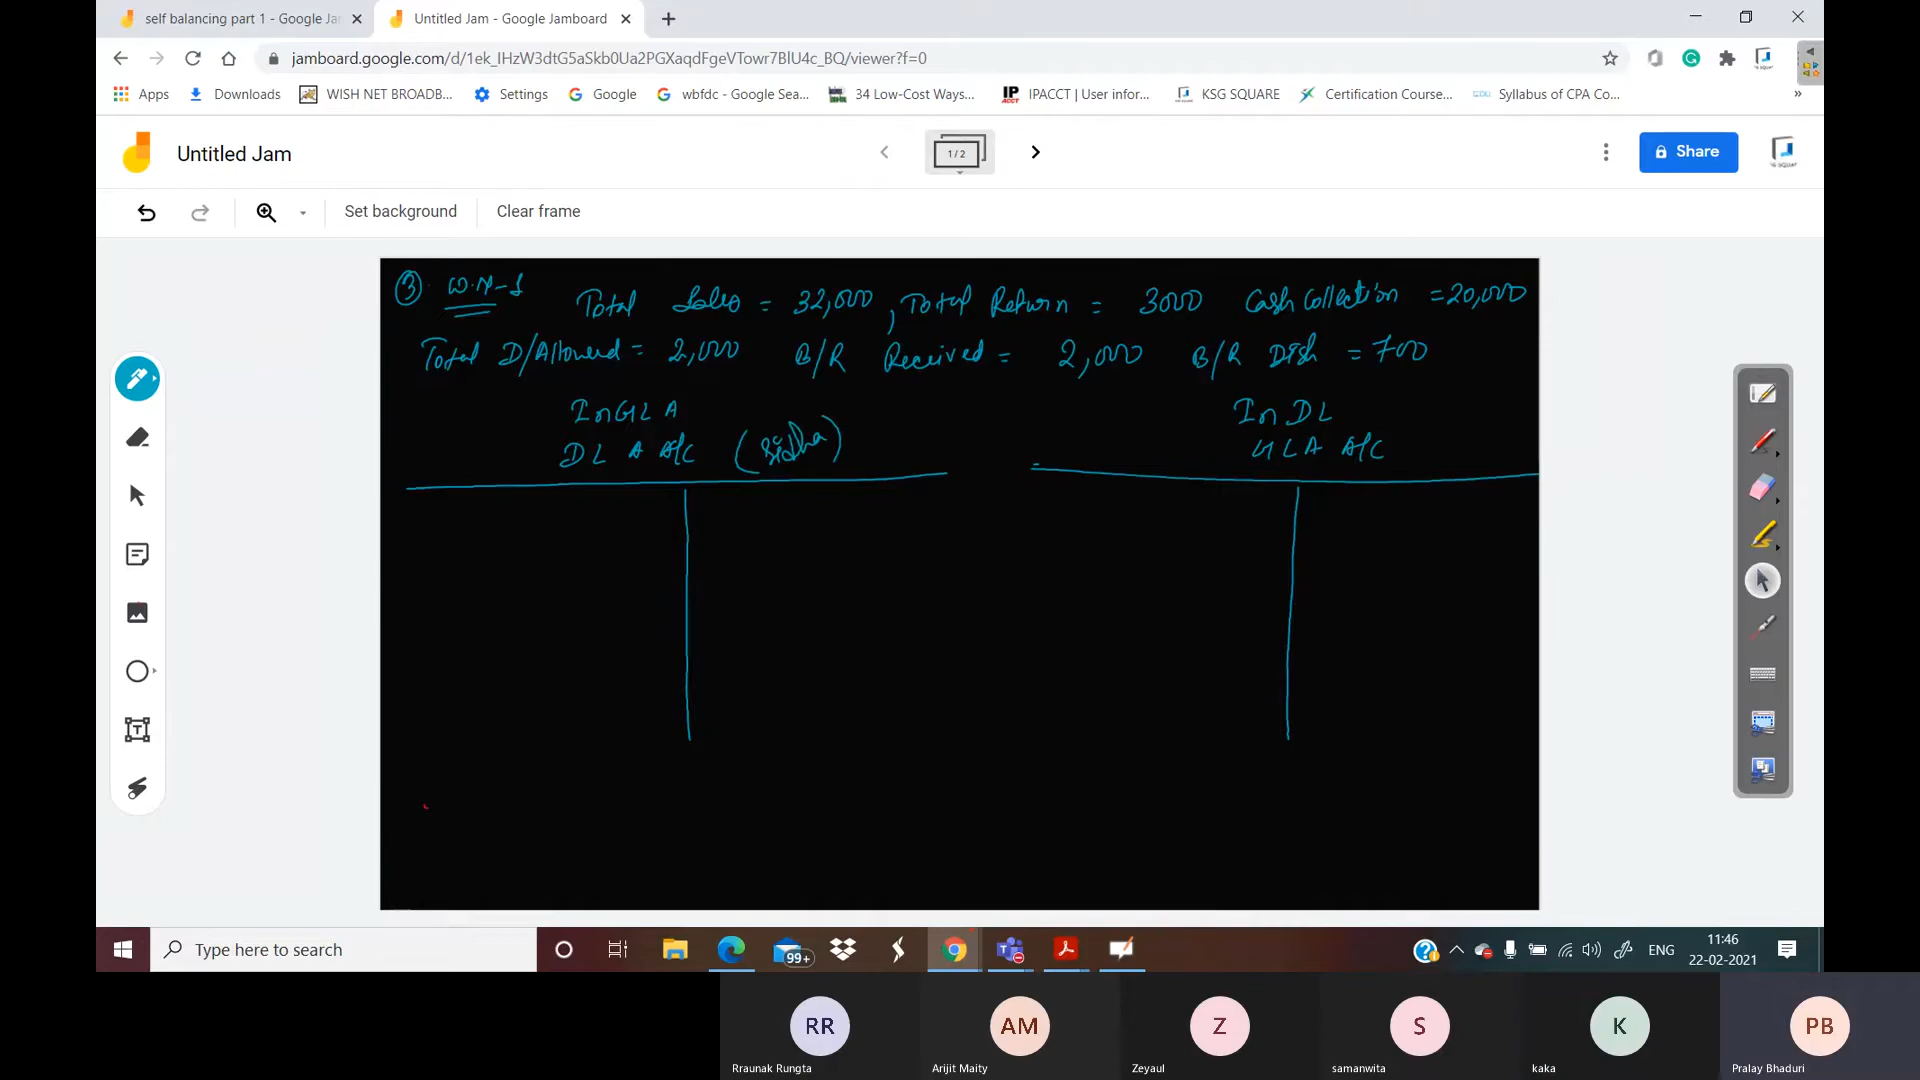 self balancing part 1 - Google Ja
Untitled Jam - Google Jamboard
jamboard.google.com/d/1ek_IHzW3dtG5aSkb0Ua2PGXaqdFgeVTowr7BlU4c_BQ/viewer?f=0
Apps
Downloads
WISH NET BROADB...
Settings
Google
wbfdc - Google Sea...
34 Low-Cost Ways...
IPACCT | User infor...
KSG SQUARE
Certification Course...
Syllabus of CPA Co...
»
Untitled Jam
1 / 2
Share
Set background
Clear frame
③ W.N-1 Total Sales = 32,000, Total Return = 3000 Cash Collection = 20,000
Total D/Allowed = 2,000 B/R Received = 2,000 B/R Dish = 700
In GLA
DL A A/C (Sidha)
In DL
GLA A/C
Type here to search
99+
ENG
11:46
22-02-2021
RR
AM
Z
S
K
PB
Rraunak Rungta
Arijit Maity
Zeyaul
samanwita
kaka
Pralay Bhaduri